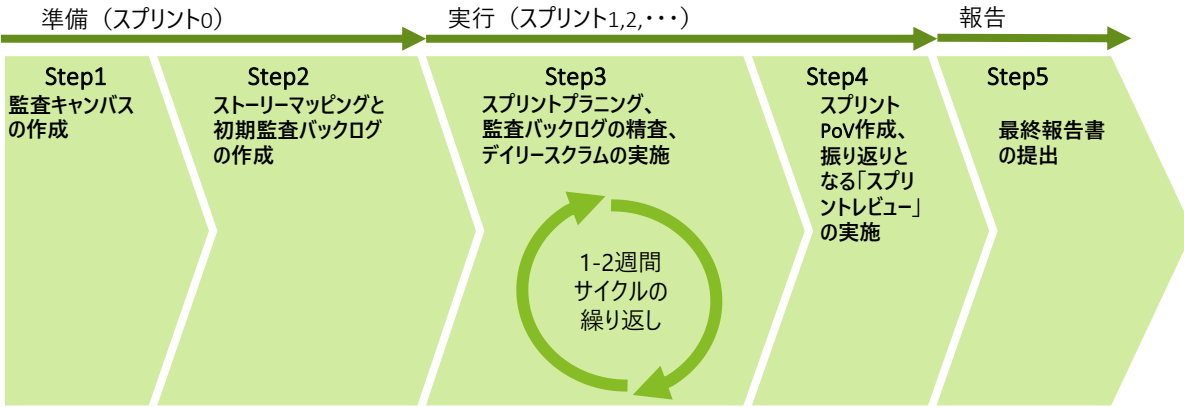 準備（スプリント0）
実行（スプリント1,2,・・・）
報告
Step1
監査キャンバス
の作成
Step2
ストーリーマッピングと
初期監査バックログ
の作成
Step3
スプリントプラニング、
監査バックログの精査、
デイリースクラムの実施
1-2週間
サイクルの
繰り返し
Step4
スプリント
PoV作成、
振り返りと
なる「スプリ
ントレビュー」
の実施
Step5
最終報告書
の提出